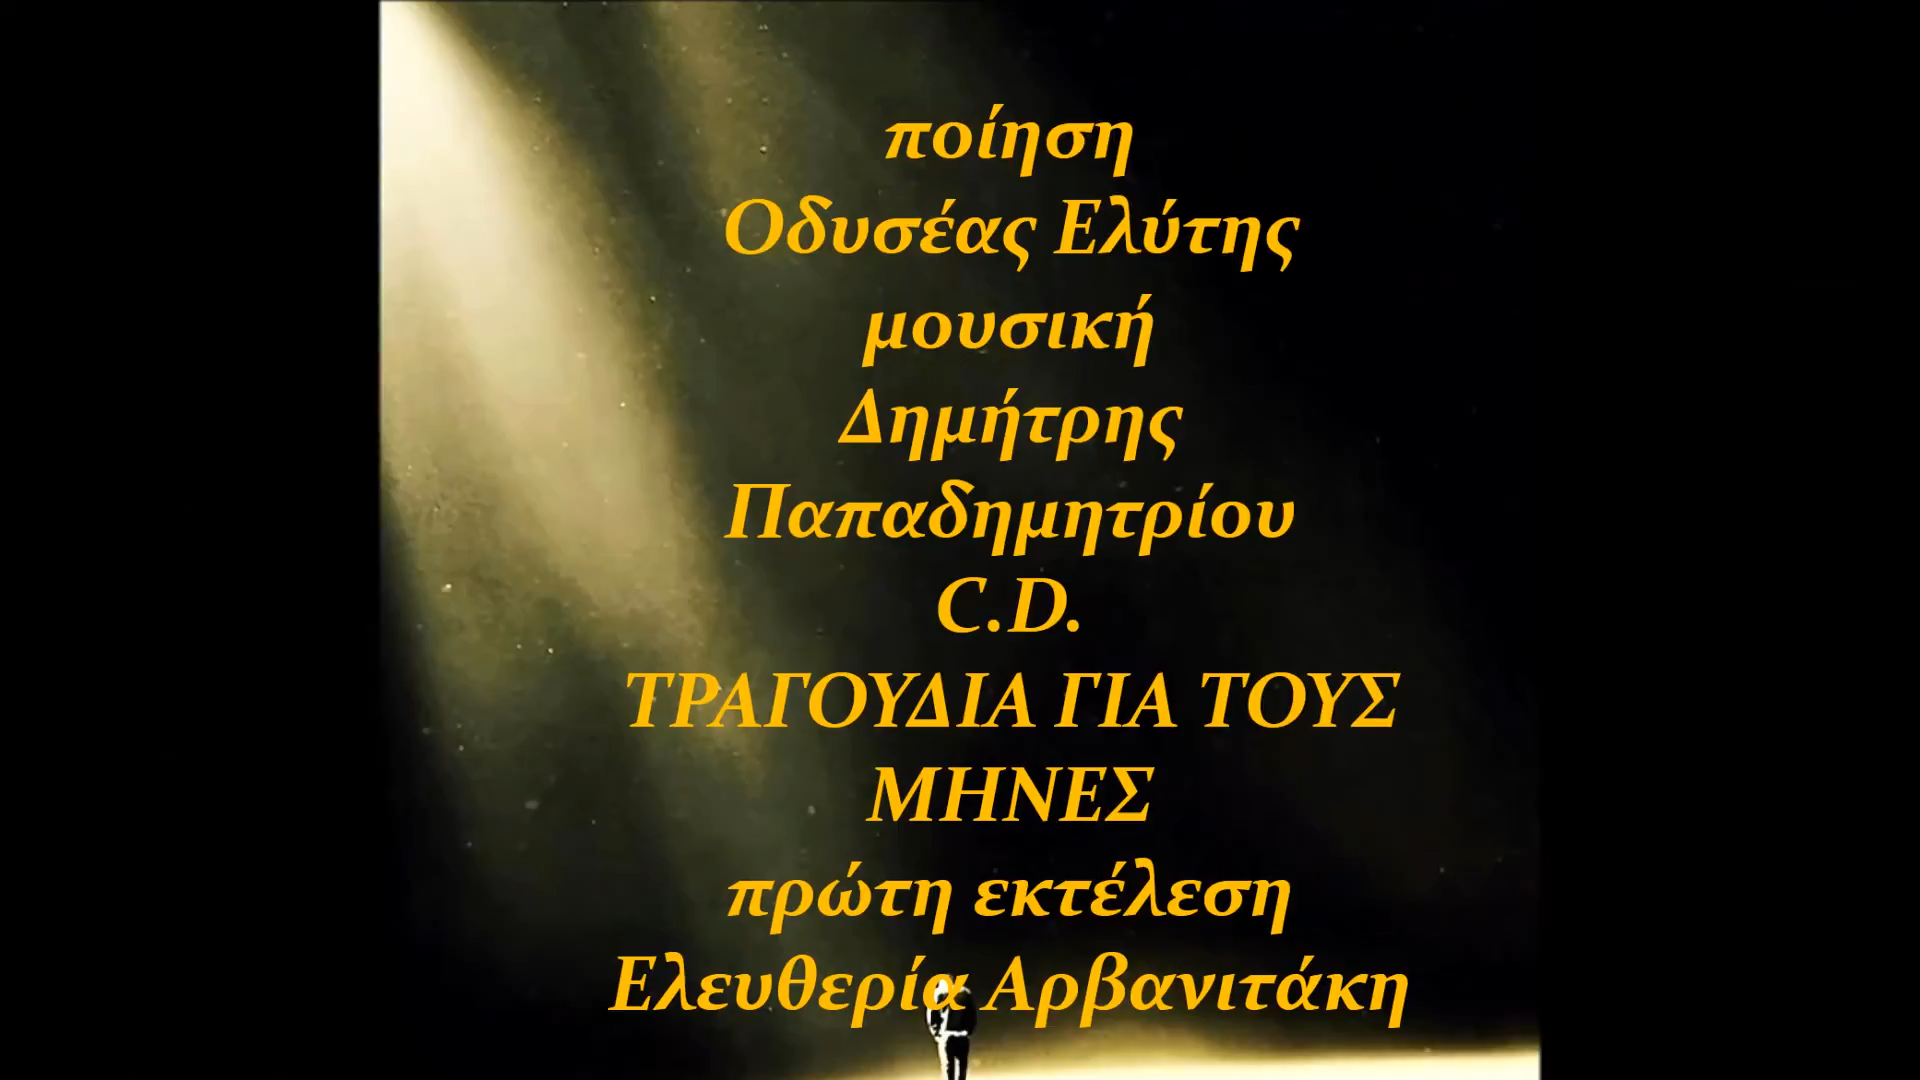 ποίηση
Οδυσέας Ελύτης
μουσική
Δημήτρης
Παπαδημητρίου
C.D.
ΤΡΑΓΟΥΔΙΑ ΓΙΑ ΤΟΥΣ
ΜΗΝΕΣ
πρώτη εκτέλεση
Ελευθερία Αρβανιτάκη